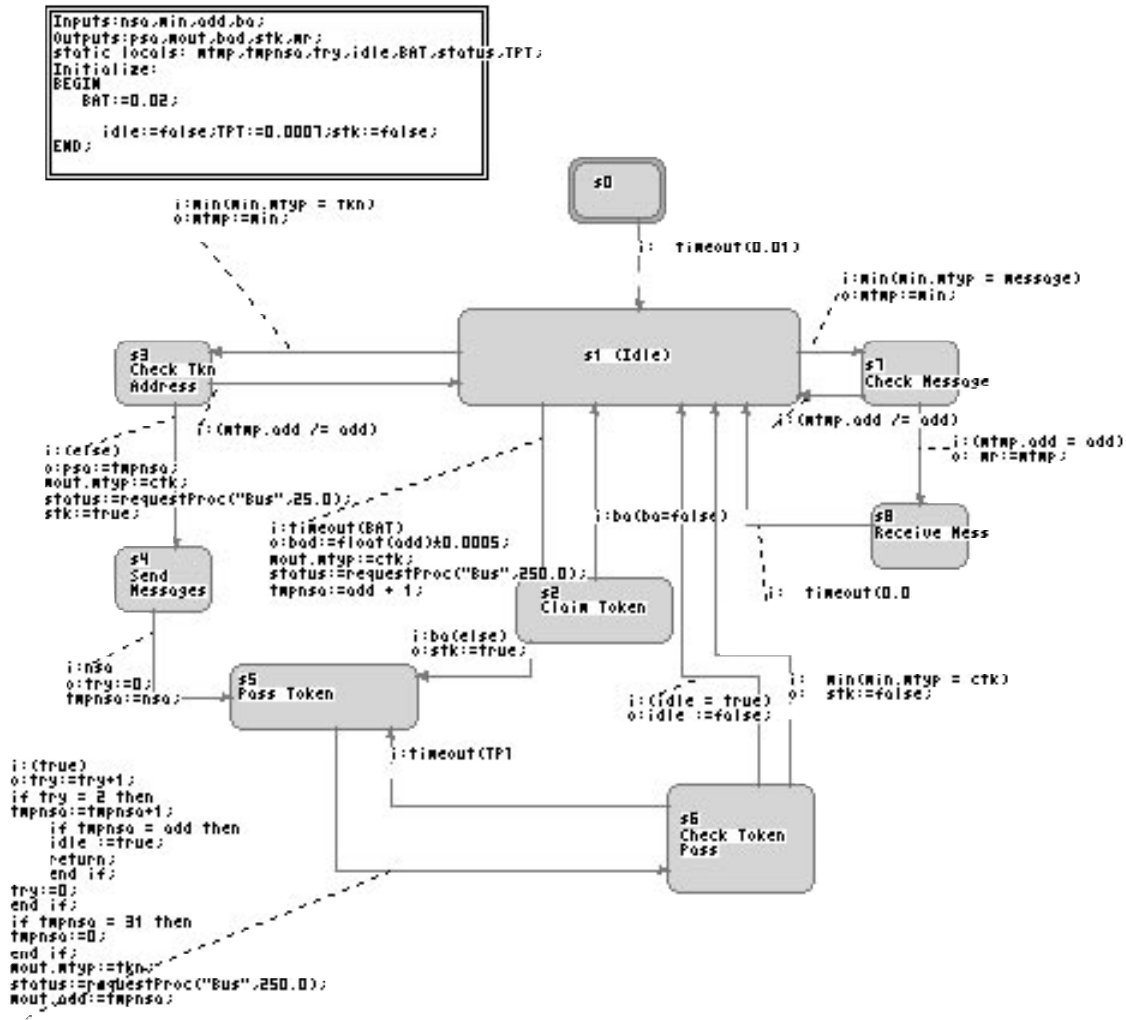 Inputs:nsa,min,add,ba;
Outputs:psa,mout,bad,stk,mr;
static locals: mtmp,tmpnsa,try,idle,BAT,status,TPT;
Initialize:
BEGIN
BAT:=0.02;
idle:=false;TPT:=0.0007;stk:=false;
END;
s0
i:min(min.mtyp = tkn)
o:mtmp:=min;
i: timeout(0.01)
i:min(min.mtyp = message)
o:mtmp:=min;
s1 (Idle)
s3
Check Tkn
Address
s7
Check Message
i:(mtmp.add /= add)
i:(mtmp.add /= add)
i:(mtmp.add = add)
o: mr:=mtmp;
i:(else)
o:psa:=tmpnsa;
mout.mtyp:=ctk;
status:=requestProc("Bus",25.0);
stk:=true;
i:timeout(BAT)
o:bad:=float(add)*0.0005;
mout.mtyp:=ctk;
status:=requestProc("Bus",250.0);
tmpnsa:=add + 1;
i:ba(ba=false)
s8
Receive Mess
s4
Send
Messages
s2
Claim Token
i: timeout(0.0
i:ba(else)
o:stk:=true;
i:nsa
o:try:=0;
tmpnsa:=nsa;
s5
Pass Token
i:(idle = true)
o:idle :=false;
i: min(min.mtyp = ctk)
o: stk:=false;
i:timeout(TPT
i:(true)
o:try:=try+1;
if try = 2 then
tmpnsa:=tmpnsa+1;
if tmpnsa = add then
idle :=true;
return;
end if;
try:=0;
end if;
if tmpnsa = 31 then
tmpnsa:=0;
end if;
mout.mtyp:=tkn;
status:=requestProc("Bus",250.0);
mout.add:=tmpnsa;
s6
Check Token
Pass